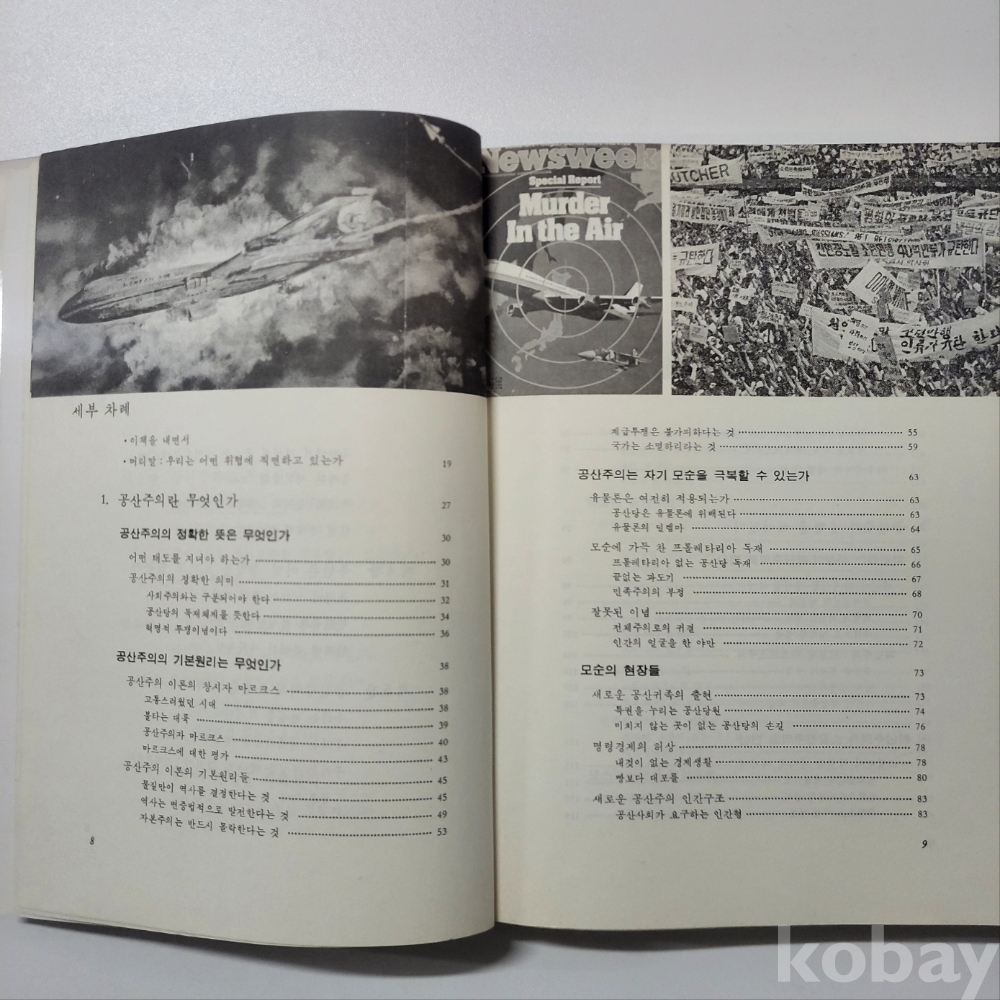 세부 차례
• 이책을 내면서
• 머리말 : 우리는 어떤 위협에 직면하고 있는가 19
1. 공산주의란 무엇인가 27
공산주의의 정확한 뜻은 무엇인가 30
어떤 태도를 지녀야 하는가 30
공산주의의 정확한 의미 31
사회주의와는 구분되어야 한다 32
공산당의 독재체제를 뜻한다 34
혁명적 투쟁이념이다 36
공산주의의 기본원리는 무엇인가 38
공산주의 이론의 창시자 마르크스 38
고통스러웠던 시대 38
불타는 대륙 39
공산주의자 마르크스 40
마르크스에 대한 평가 43
공산주의 이론의 기본원리들 45
물질만이 역사를 결정한다는 것 45
역사는 변증법적으로 발전한다는 것 49
자본주의는 반드시 몰락한다는 것 53
8
Newsweek
Special Report
Murder
In the Air
UTCHER
규탄한다
계급투쟁은 불가피하다는 것 55
국가는 소멸하리라는 것 59
공산주의는 자기 모순을 극복할 수 있는가 63
유물론은 여전히 적용되는가 63
공산당은 유물론에 위배된다 64
유물론의 딜렘마 64
모순에 가득 찬 프롤레타리아 독재 65
프롤레타리아 없는 공산당 독재 66
끝없는 과도기 67
민족주의의 부정 68
잘못된 이념 70
전체주의로의 귀결 71
인간의 얼굴을 한 야만 72
모순의 현장들 73
새로운 공산귀족의 출현 73
특권을 누리는 공산당원 74
미치지 않는 곳이 없는 공산당의 손길 76
명령경제의 허상 78
내것이 없는 경제생활 78
빵보다 대포를 80
새로운 공산주의 인간구조 83
공산사회가 요구하는 인간형 83
9
kobay